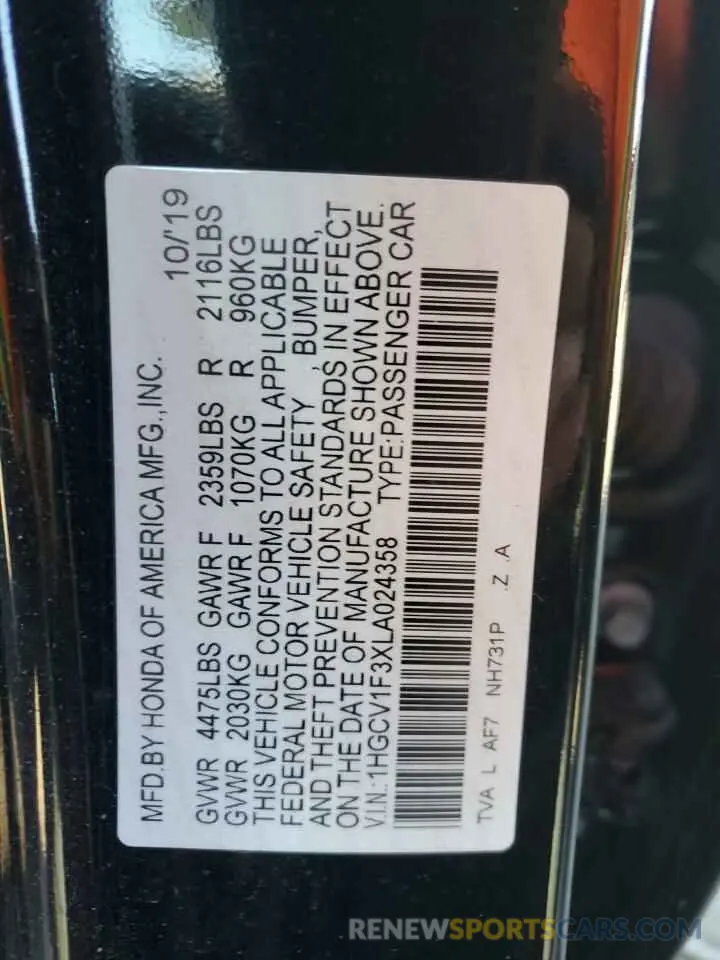 MFD.BY HONDA OF AMERICA MFG.,INC. 10/'19
GVWR 4475LBS GAWR F 2359LBS R 2116LBS
GVWR 2030KG GAWR F 1070KG R 960KG
THIS VEHICLE CONFORMS TO ALL APPLICABLE
FEDERAL MOTOR VEHICLE SAFETY , BUMPER,
AND THEFT PREVENTION STANDARDS IN EFFECT
ON THE DATE OF MANUFACTURE SHOWN ABOVE.
V.I.N.:1HGCV1F3XLA024358 TYPE:PASSENGER CAR
TVA L AF7 NH731P .Z .A
RENEWSPORTSCARS.COM